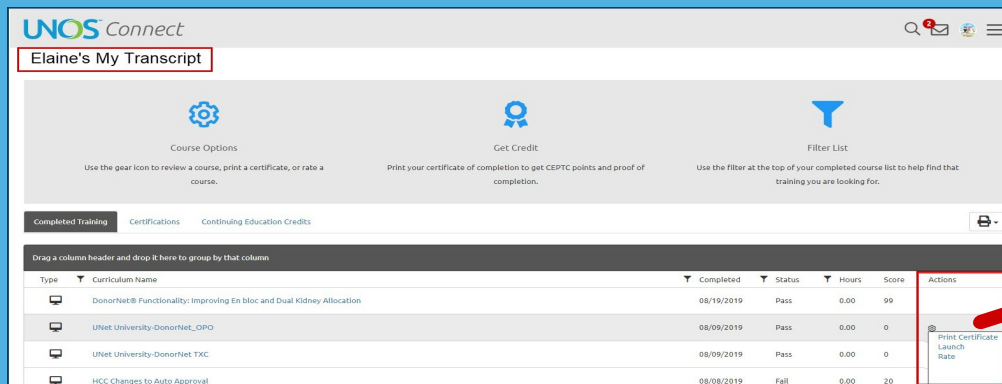 UNOS Connect
2
Elaine's My Transcript
Course Options
Use the gear icon to review a course, print a certificate, or rate a
course.
Get Credit
Print your certificate of completion to get CEPTC points and proof of
completion.
Filter List
Use the filter at the top of your completed course list to help find that
training you are looking for.
Completed Training Certifications Continuing Education Credits
Drag a column header and drop it here to group by that column
Type Curriculum Name Completed Status Hours Score Actions
DonorNet® Functionality: Improving En bloc and Dual Kidney Allocation 08/19/2019 Pass 0.00 99
UNet University-DonorNet_OPO 08/09/2019 Pass 0.00 0
Print Certificate
Launch
Rate
UNet University-DonorNet TXC 08/09/2019 Pass 0.00 0
HCC Changes to Auto Approval 08/08/2019 Fail 0.00 20